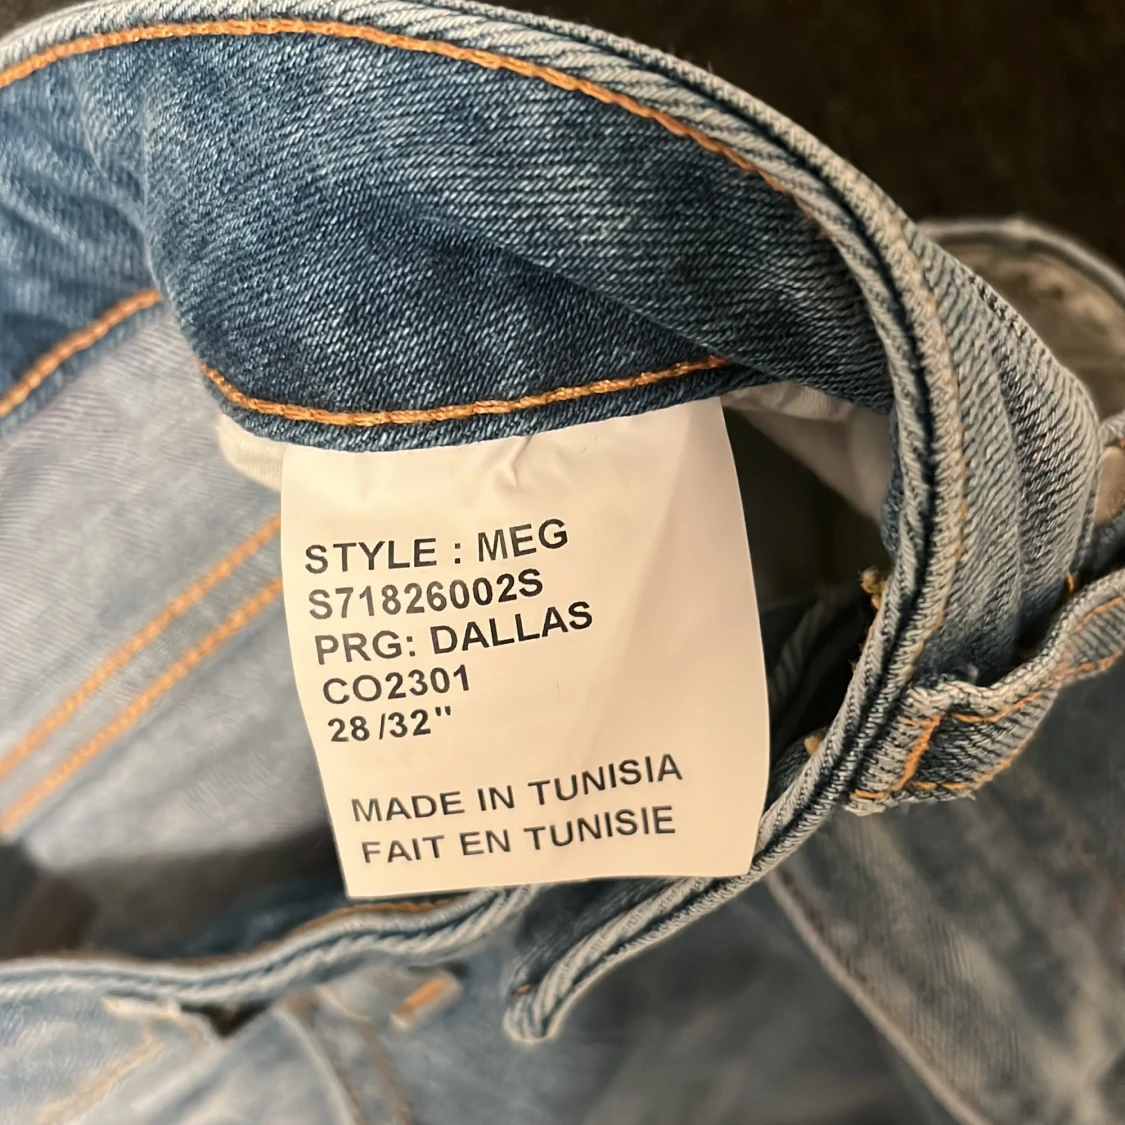 STYLE : MEG
S71826002S
PRG: DALLAS
CO2301
28 /32"
MADE IN TUNISIA
FAIT EN TUNISIE